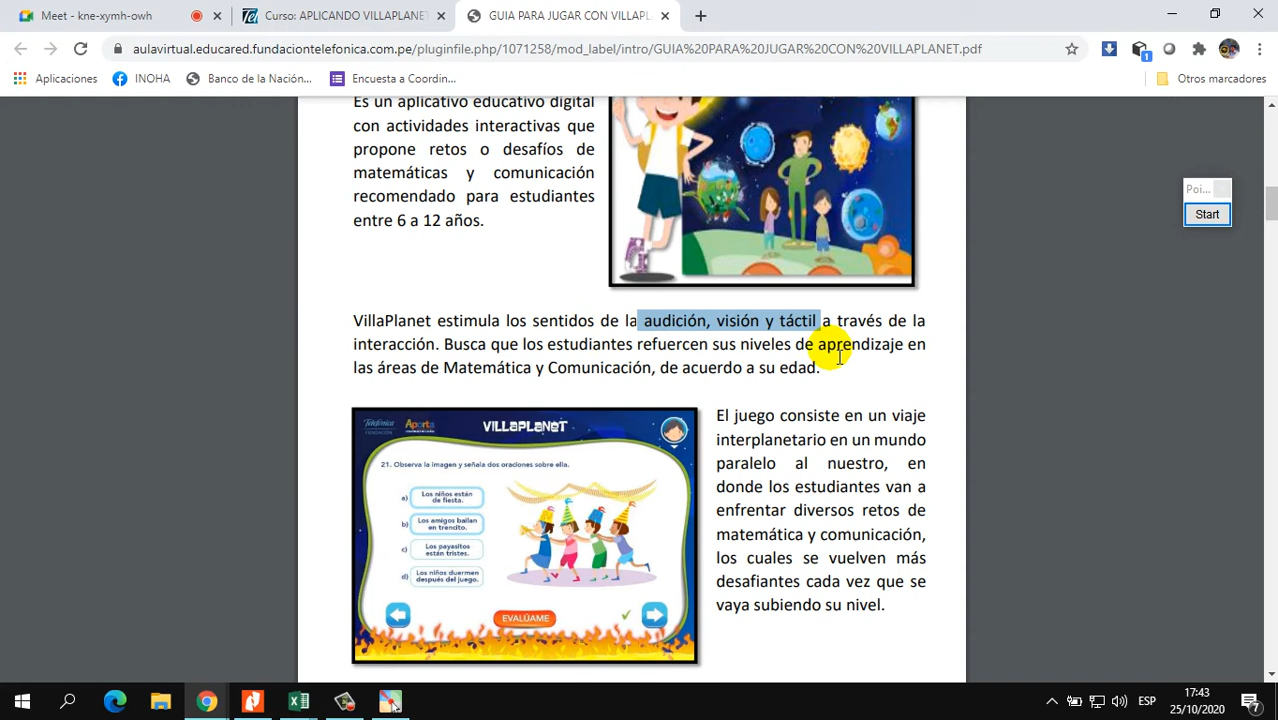 Meet - kne-xymh-owh
Curso: APLICANDO VILLAPLANET
GUIA PARA JUGAR CON VILLAPL
aulavirtual.educared.fundaciontelefonica.com.pe/pluginfile.php/1071258/mod_label/intro/GUIA%20PARA%20JUGAR%20CON%20VILLAPLANET.pdf
1
Aplicaciones
INOHA
Banco de la Nación...
Encuesta a Coordin...
Otros marcadores
Es un aplicativo educativo digital
con actividades interactivas que
propone retos o desafíos de
matemáticas y comunicación
recomendado para estudiantes
entre 6 a 12 años.
Poi...
Start
VillaPlanet estimula los sentidos de la audición, visión y táctil a través de la
interacción. Busca que los estudiantes refuercen sus niveles de aprendizaje en
las áreas de Matemática y Comunicación, de acuerdo a su edad.
Telefónica
FUNDACIÓN
Aporta
VILLAPLANET
21. Observa la imagen y señala dos oraciones sobre ella.
a) Los niños están
de fiesta.
b) Los amigos bailan
en trencito.
c) Los payasitos
están tristes.
d) Los niños duermen
después del juego.
EVALÚAME
El juego consiste en un viaje
interplanetario en un mundo
paralelo al nuestro, en
donde los estudiantes van a
enfrentar diversos retos de
matemática y comunicación,
los cuales se vuelven más
desafiantes cada vez que se
vaya subiendo su nivel.
ESP
17:43
25/10/2020
7